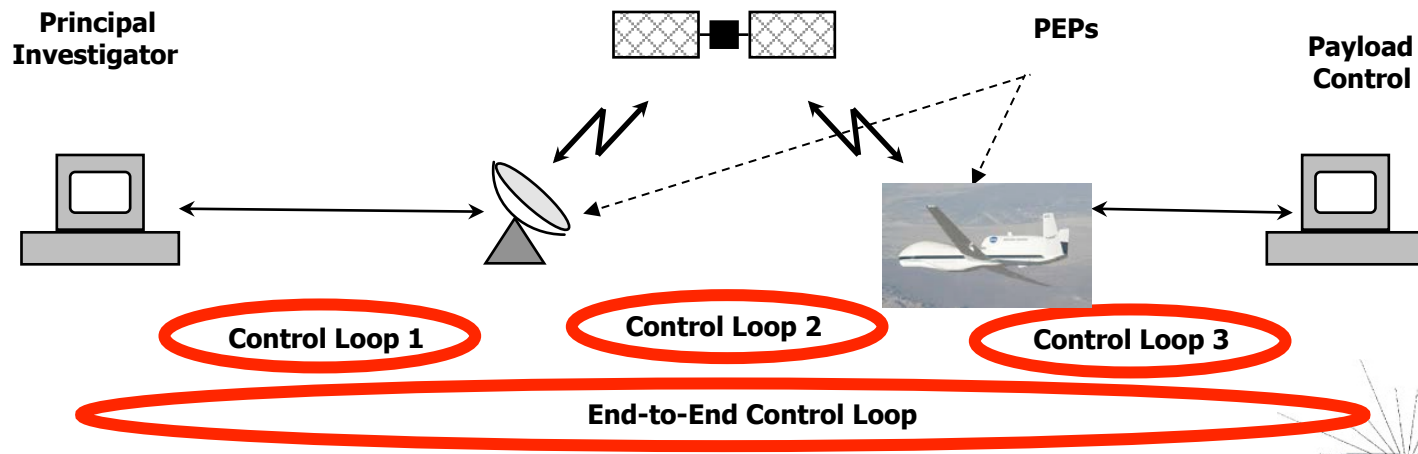 Principal
Investigator
PEPs
Payload
Control
Control Loop 1
Control Loop 2
Control Loop 3
End-to-End Control Loop